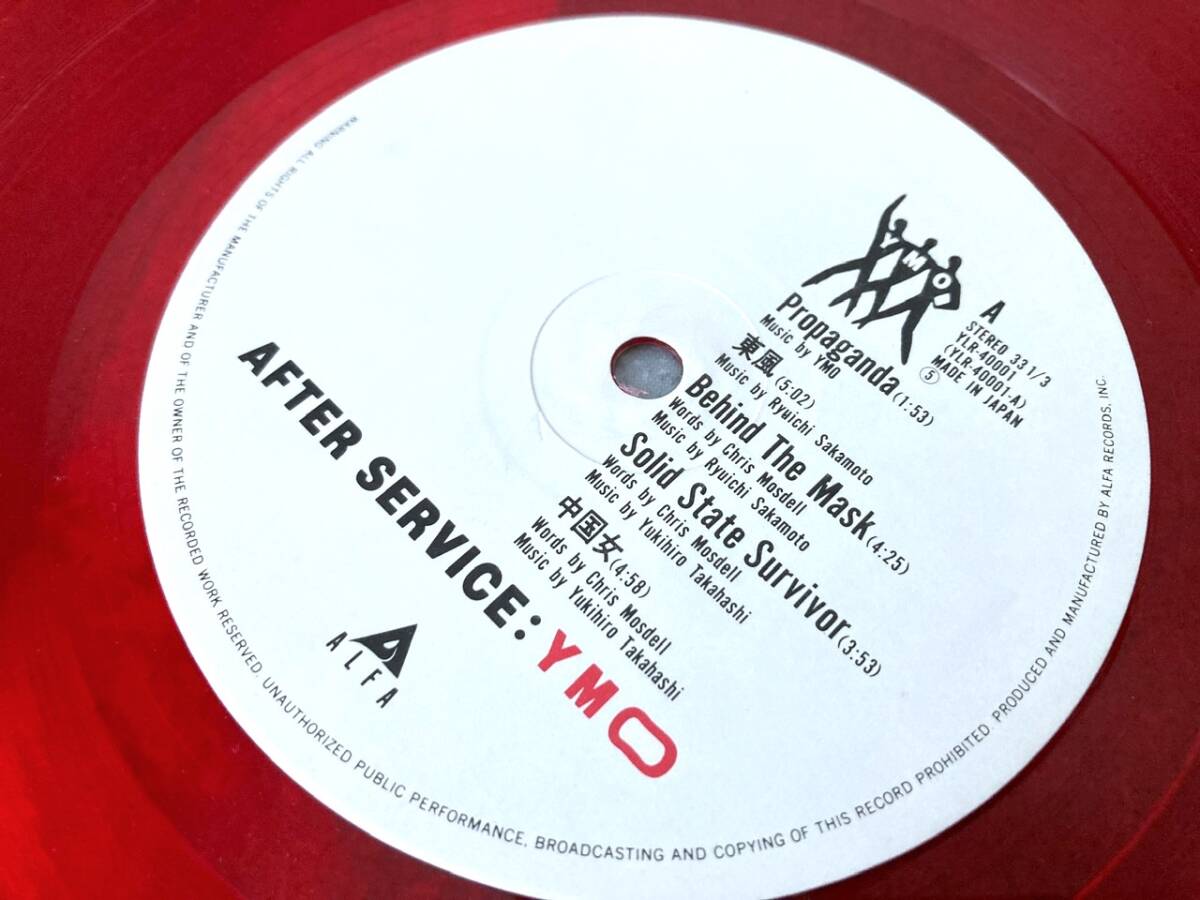 YMO
A
STEREO 33 1/3
YLR-40001
(YLR-40001-A)
MADE IN JAPAN
⑤
Propaganda (1:53)
Music by YMO
東風 (5:02)
Music by Ryuichi Sakamoto
Behind The Mask (4:25)
Words by Chris Mosdell
Music by Ryuichi Sakamoto
Solid State Survivor (3:53)
Words by Chris Mosdell
Music by Yukihiro Takahashi
中国女 (4:58)
Words by Chris Mosdell
Music by Yukihiro Takahashi
AFTER SERVICE: YMO
ALFA
WARNING ALL RIGHTS OF THE MANUFACTURER AND OF THE OWNER OF THE RECORDED WORK RESERVED. UNAUTHORIZED PUBLIC PERFORMANCE, BROADCASTING AND COPYING OF THIS RECORD PROHIBITED. PRODUCED AND MANUFACTURED BY ALFA RECORDS, INC.